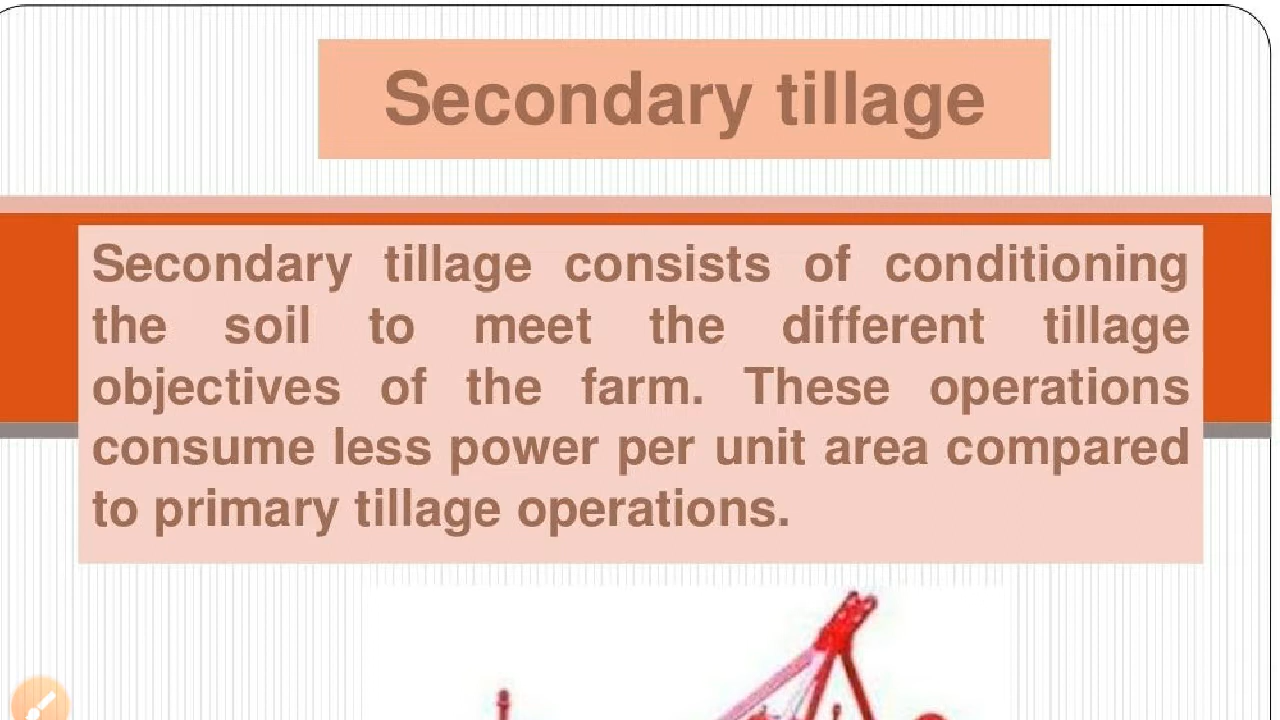 Secondary tillage
Secondary tillage consists of conditioning
the soil to meet the different tillage
objectives of the farm. These operations
consume less power per unit area compared
to primary tillage operations.